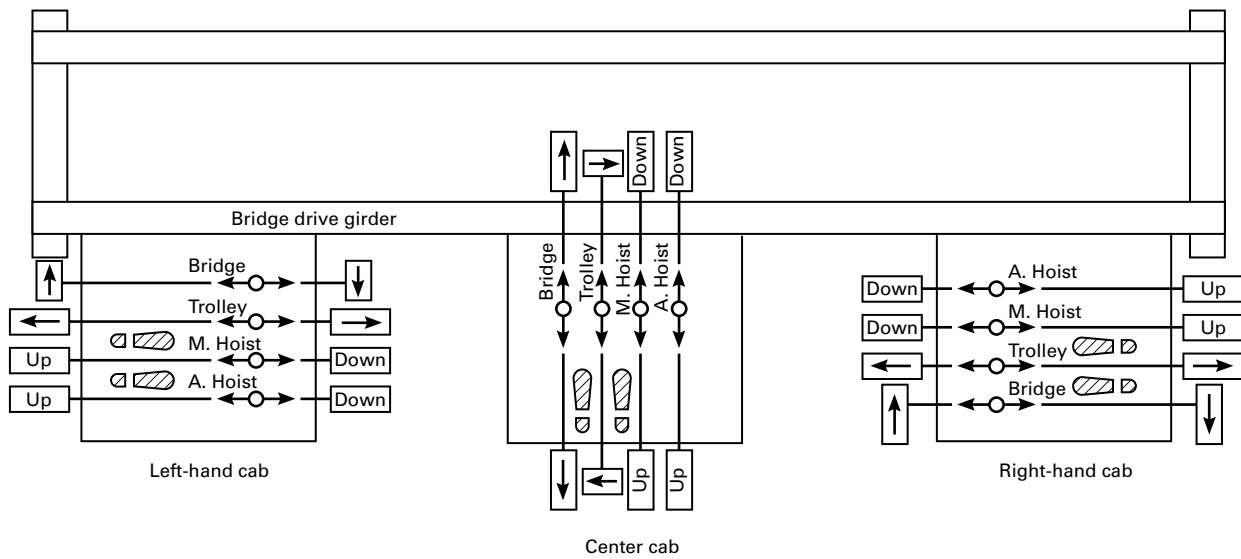 Down
Down
Bridge drive girder
Bridge
Trolley
M. Hoist
A. Hoist
Bridge
Trolley
Up
M. Hoist
Down
Up
A. Hoist
Down
Down
A. Hoist
Up
Down
M. Hoist
Up
Trolley
Bridge
Up
Up
Left-hand cab
Right-hand cab
Center cab